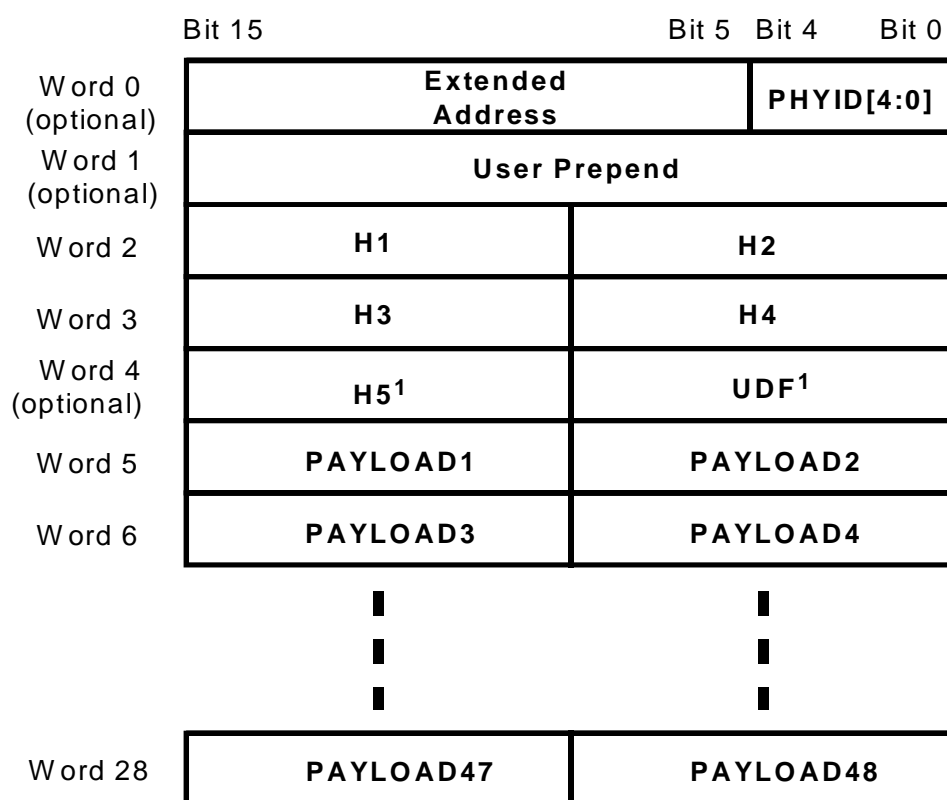 Bit 15 Bit 5 Bit 4 Bit 0
Word 0
(optional)
Extended
Address
PHYID[4:0]
Word 1
(optional)
User Prepend
Word 2 H1 H2
Word 3 H3 H4
Word 4
(optional)
H5¹ UDF¹
Word 5 PAYLOAD1 PAYLOAD2
Word 6 PAYLOAD3 PAYLOAD4
Word 28 PAYLOAD47 PAYLOAD48